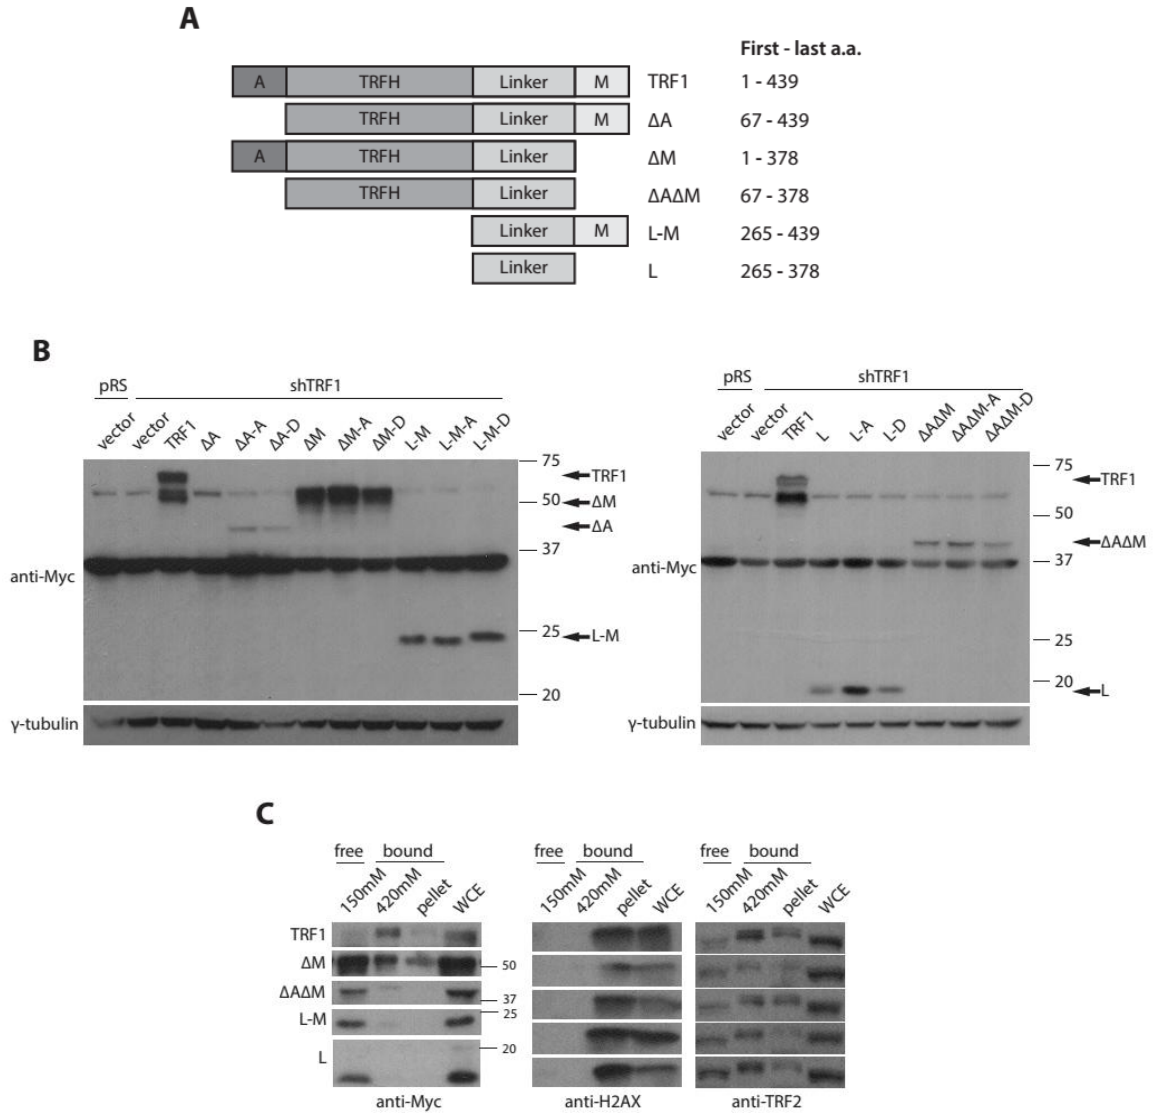 A
First - last a.a.
A TRFH Linker M TRF1 1 - 439
TRFH Linker M ΔA 67 - 439
A TRFH Linker ΔM 1 - 378
TRFH Linker ΔAΔM 67 - 378
Linker M L-M 265 - 439
Linker L 265 - 378
B
pRS shTRF1
vector vector TRF1 ΔA ΔA-A ΔA-D ΔM ΔM-A ΔM-D L-M L-M-A L-M-D
75
TRF1
50
ΔM
ΔA
37
anti-Myc
25
L-M
20
γ-tubulin
pRS shTRF1
vector vector TRF1 L L-A L-D ΔAΔM ΔAΔM-A ΔAΔM-D
75
TRF1
50
ΔAΔM
37
anti-Myc
25
20
L
γ-tubulin
C
free bound free bound free bound
150mM 420mM pellet WCE 150mM 420mM pellet WCE 150mM 420mM pellet WCE
TRF1
ΔM 50
ΔAΔM 37
L-M 25
L 20
anti-Myc anti-H2AX anti-TRF2